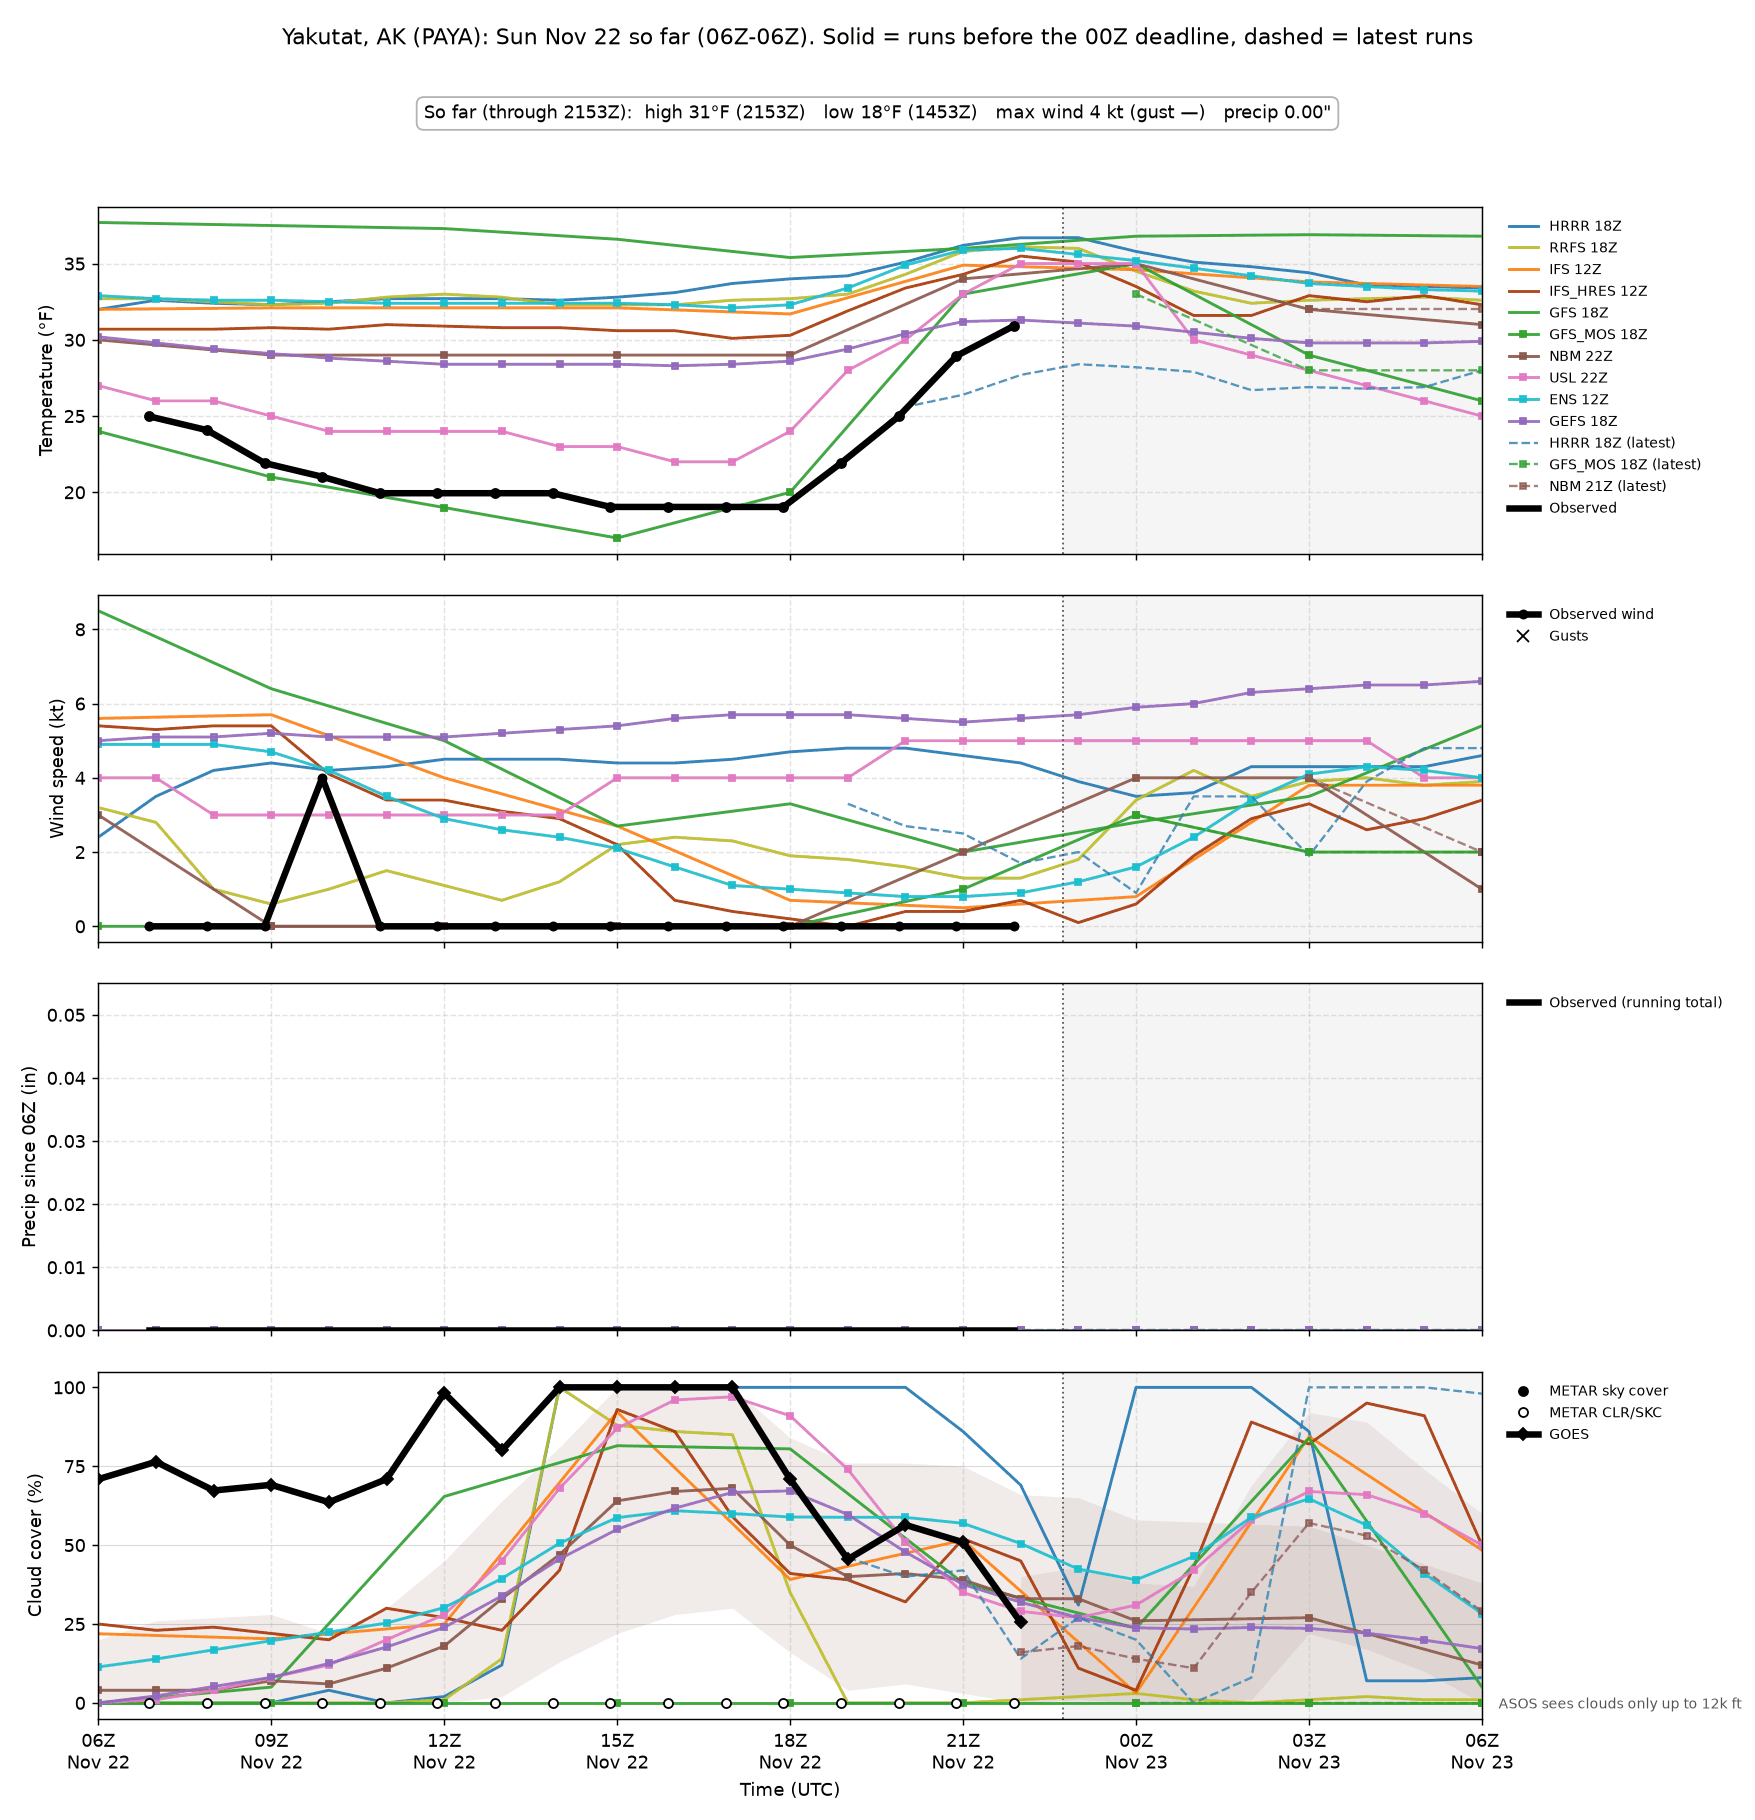 Yakutat, AK (PAYA): Sun Nov 22 so far (06Z-06Z). Solid = runs before the 00Z deadline, dashed = latest runs
So far (through 2153Z):  high 31°F (2153Z)   low 18°F (1453Z)   max wind 4 kt (gust —)   precip 0.00"
Temperature (°F)
35
30
25
20
HRRR 18Z
RRFS 18Z
IFS 12Z
IFS_HRES 12Z
GFS 18Z
GFS_MOS 18Z
NBM 22Z
USL 22Z
ENS 12Z
GEFS 18Z
HRRR 18Z (latest)
GFS_MOS 18Z (latest)
NBM 21Z (latest)
Observed
Wind speed (kt)
8
6
4
2
0
Observed wind
Gusts
Precip since 06Z (in)
0.05
0.04
0.03
0.02
0.01
0.00
Observed (running total)
Cloud cover (%)
100
75
50
25
0
METAR sky cover
METAR CLR/SKC
GOES
ASOS sees clouds only up to 12k ft
06Z
Nov 22
09Z
Nov 22
12Z
Nov 22
15Z
Nov 22
18Z
Nov 22
21Z
Nov 22
00Z
Nov 23
03Z
Nov 23
06Z
Nov 23
Time (UTC)